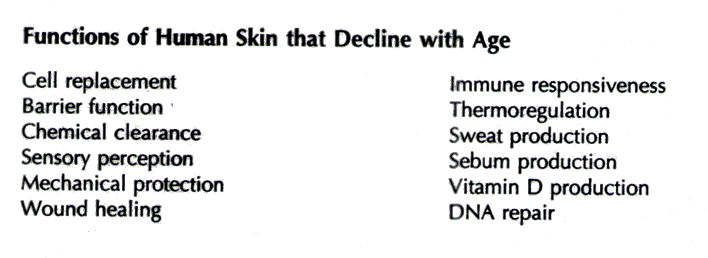 Functions of Human Skin that Decline with Age
Cell replacement
Barrier function
Chemical clearance
Sensory perception
Mechanical protection
Wound healing
Immune responsiveness
Thermoregulation
Sweat production
Sebum production
Vitamin D production
DNA repair